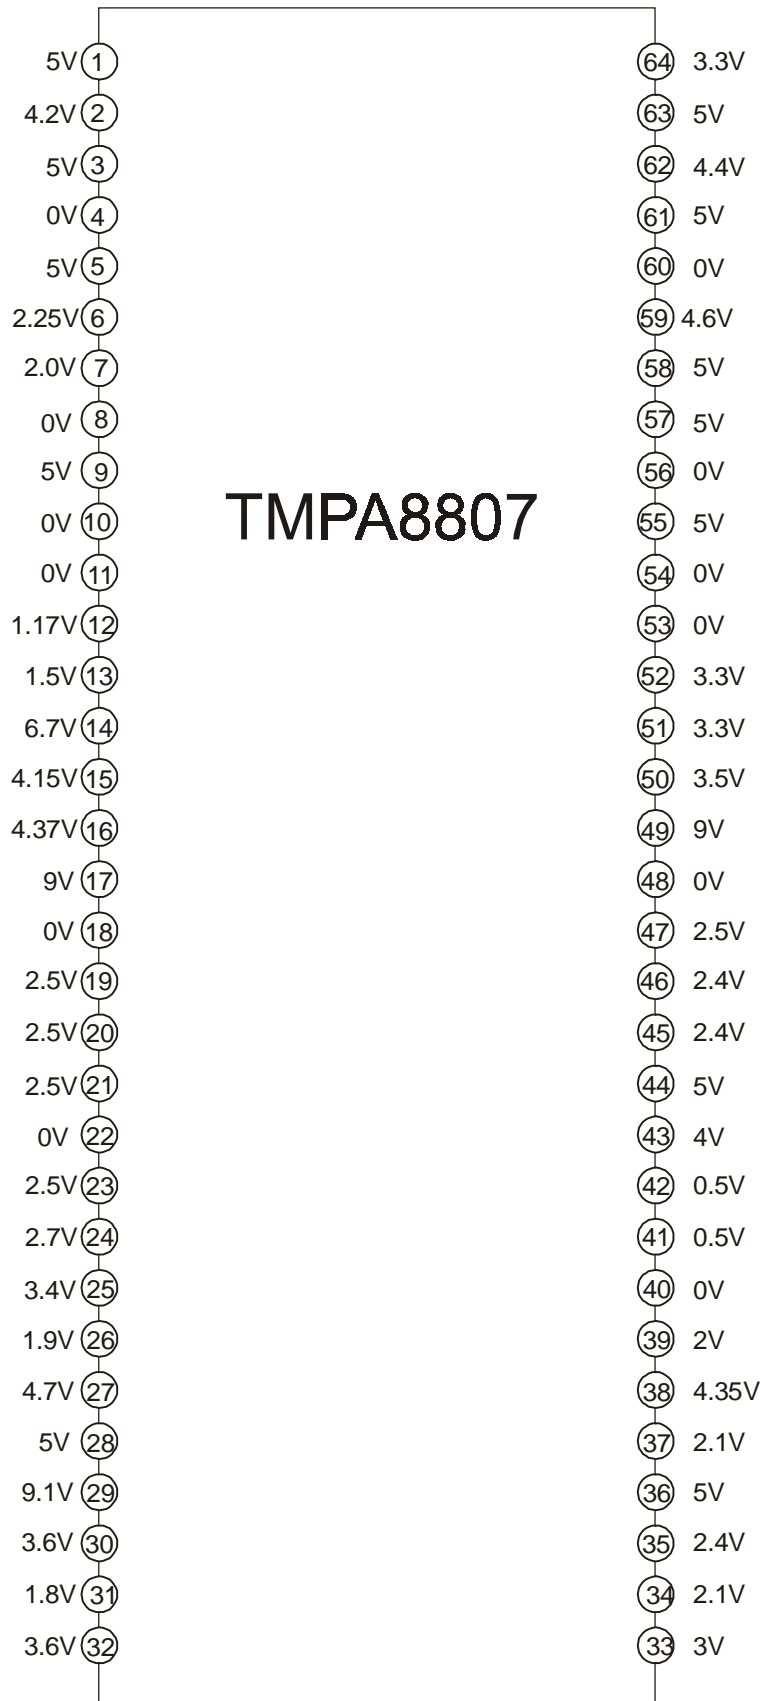 5V 1 64 3.3V
4.2V 2 63 5V
5V 3 62 4.4V
0V 4 61 5V
5V 5 60 0V
2.25V 6 59 4.6V
2.0V 7 58 5V
0V 8 57 5V
5V 9 56 0V
TMPA8807
0V 10 55 5V
0V 11 54 0V
1.17V 12 53 0V
1.5V 13 52 3.3V
6.7V 14 51 3.3V
4.15V 15 50 3.5V
4.37V 16 49 9V
9V 17 48 0V
0V 18 47 2.5V
2.5V 19 46 2.4V
2.5V 20 45 2.4V
2.5V 21 44 5V
0V 22 43 4V
2.5V 23 42 0.5V
2.7V 24 41 0.5V
3.4V 25 40 0V
1.9V 26 39 2V
4.7V 27 38 4.35V
5V 28 37 2.1V
9.1V 29 36 5V
3.6V 30 35 2.4V
1.8V 31 34 2.1V
3.6V 32 33 3V